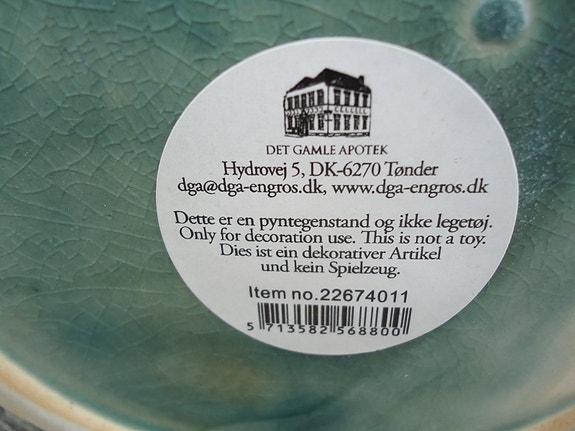 DET GAMLE APOTEK
Hydrovej 5, DK-6270 Tønder
dga@dga-engros.dk, www.dga-engros.dk
Dette er en pyntegenstand og ikke legetøj.
Only for decoration use. This is not a toy.
Dies ist ein dekorativer Artikel
und kein Spielzeug.
Item no.22674011
5 713582 568800